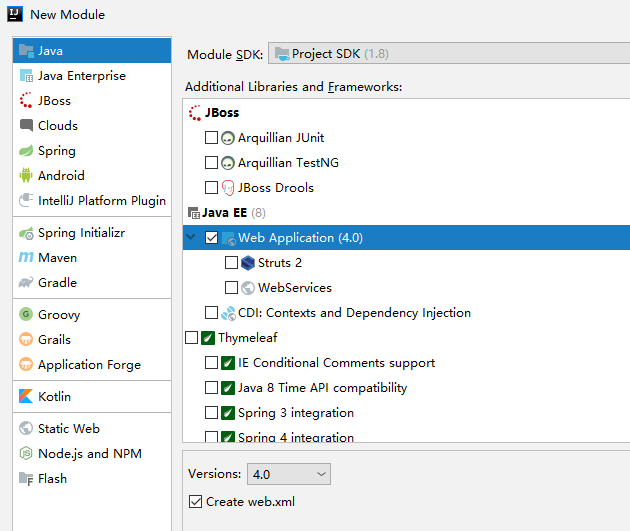 New Module
Java
Java Enterprise
JBoss
Clouds
Spring
Android
IntelliJ Platform Plugin
Spring Initializr
Maven
Gradle
Groovy
Grails
Application Forge
Kotlin
Static Web
Node.js and NPM
Flash
Module SDK: Project SDK (1.8)
Additional Libraries and Frameworks:
JBoss
Arquillian JUnit
Arquillian TestNG
JBoss Drools
Java EE (8)
Web Application (4.0)
Struts 2
WebServices
CDI: Contexts and Dependency Injection
Thymeleaf
IE Conditional Comments support
Java 8 Time API compatibility
Spring 3 integration
Spring 4 integration
Versions: 4.0
Create web.xml